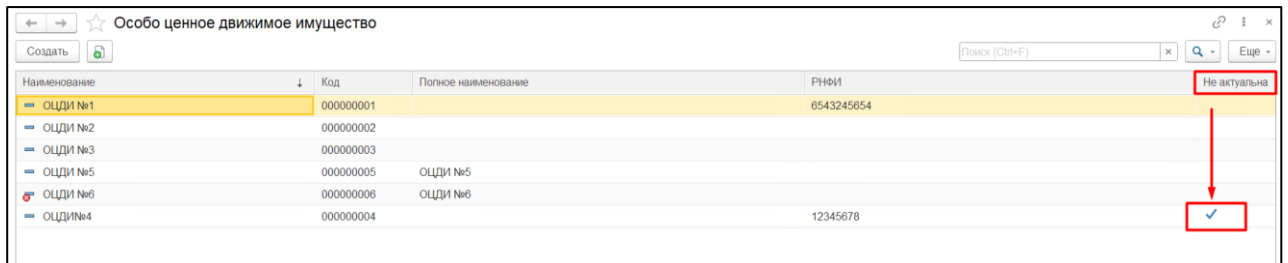 Особо ценное движимое имущество
Создать Поиск (Ctrl+F) Еще
Наименование Код Полное наименование РНФИ Не актуальна
ОЦДИ №1 000000001 6543245654
ОЦДИ №2 000000002
ОЦДИ №3 000000003
ОЦДИ №5 000000005 ОЦДИ №5
ОЦДИ №6 000000006 ОЦДИ №6
ОЦДИ№4 000000004 12345678